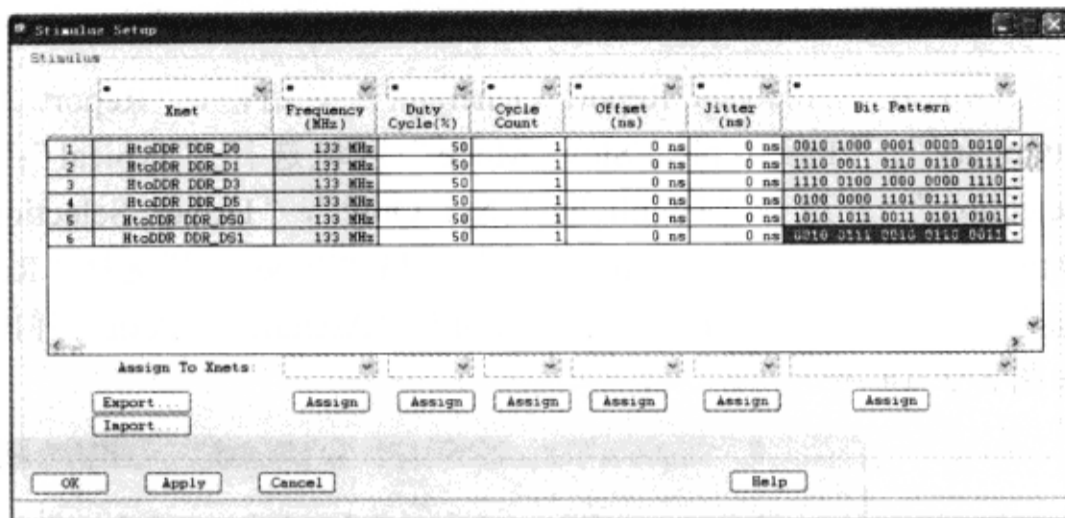 Stimulus Setup
Stimulus
* * * * * * *
Xnet Frequency (MHz) Duty Cycle(%) Cycle Count Offset (ns) Jitter (ns) Bit Pattern
1 HtoDDR DDR_D0 133 MHz 50 1 0 ns 0 ns 0010 1000 0001 0000 0010
2 HtoDDR DDR_D1 133 MHz 50 1 0 ns 0 ns 1110 0011 0110 0110 0111
3 HtoDDR DDR_D3 133 MHz 50 1 0 ns 0 ns 1110 0100 1000 0000 1110
4 HtoDDR DDR_D5 133 MHz 50 1 0 ns 0 ns 0100 0000 1101 0111 0111
5 HtoDDR DDR_DS0 133 MHz 50 1 0 ns 0 ns 1010 1011 0011 0101 0101
6 HtoDDR DDR_DS1 133 MHz 50 1 0 ns 0 ns 0010 0111 0010 0110 0011
Assign To Xnets:
Export... Assign Assign Assign Assign Assign Assign
Import...
OK Apply Cancel Help